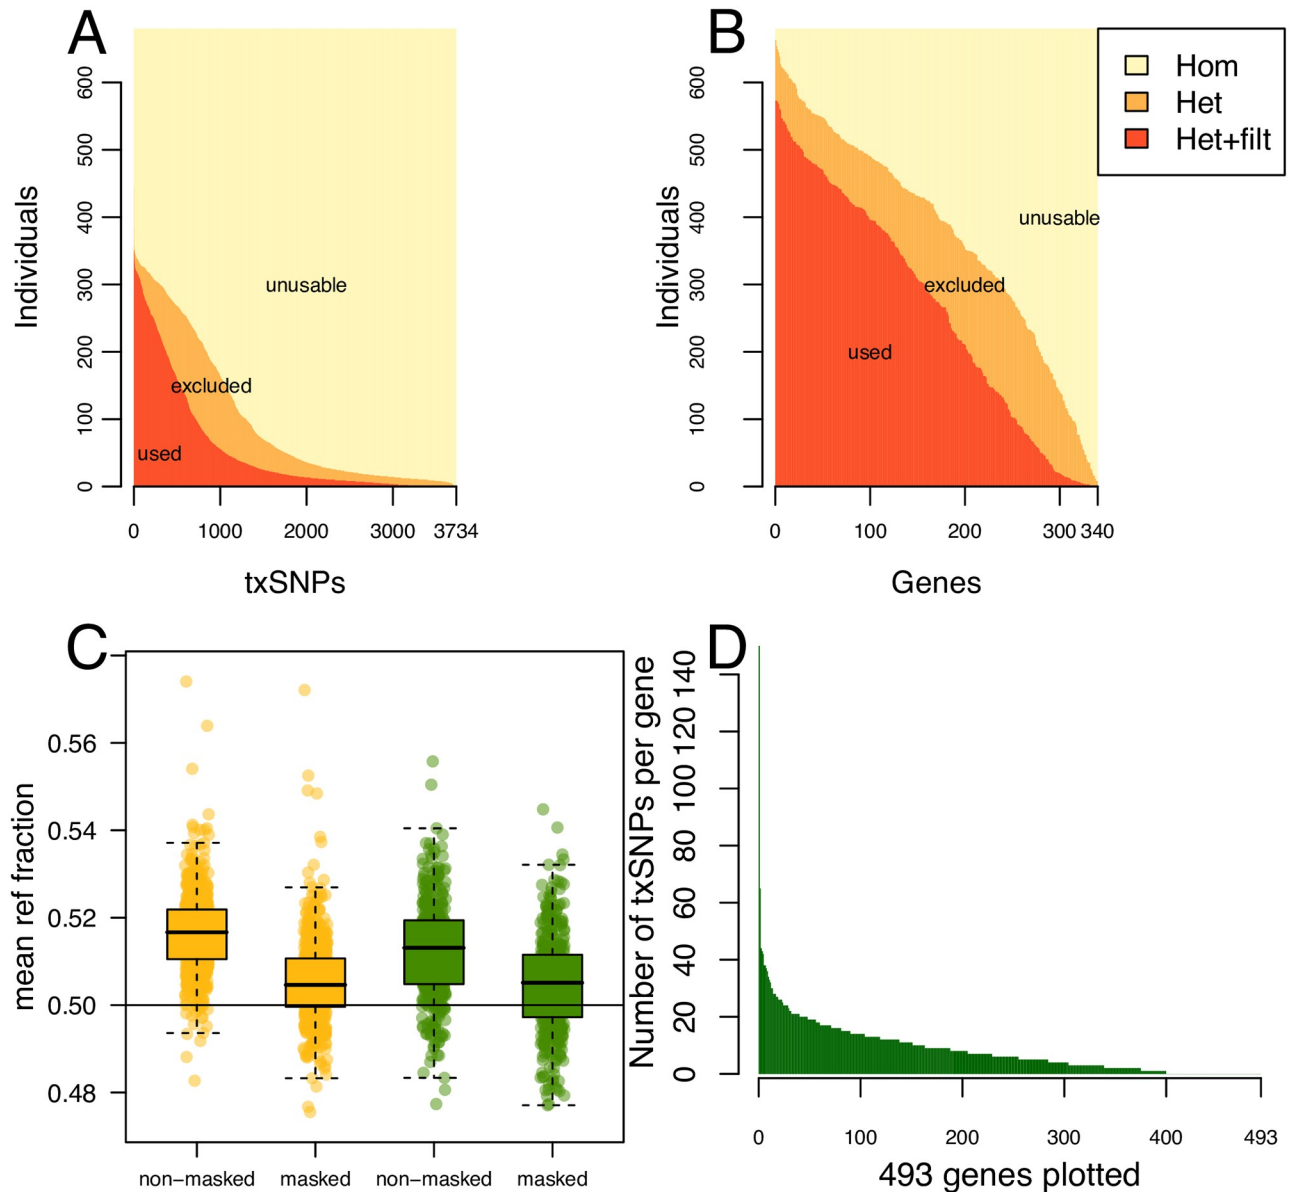 A
Individuals
600
500
400
300
200
100
0
unusable
excluded
used
0 1000 2000 3000 3734
txSNPs
B
Individuals
600
500
400
300
200
100
0
Hom
Het
Het+filt
unusable
excluded
used
0 100 200 300 340
Genes
C
mean ref fraction
0.56
0.54
0.52
0.50
0.48
non−masked masked non−masked masked
D
Number of txSNPs per gene
140
120
100
80
60
40
20
0
0 100 200 300 400 493
493 genes plotted